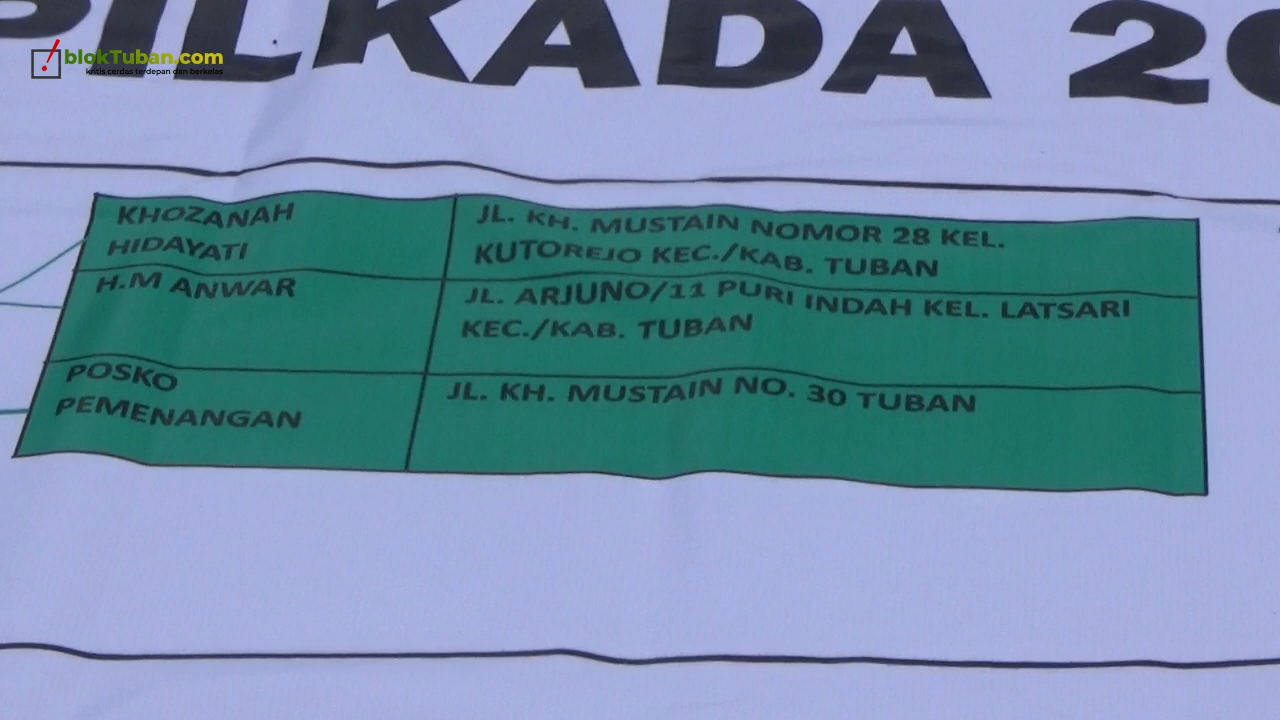 PILKADA 20
blokTuban.com
kritis cerdas terdepan dan berkelas
KHOZANAH
HIDAYATI
JL. KH. MUSTAIN NOMOR 28 KEL.
KUTOREJO KEC./KAB. TUBAN
H.M ANWAR
JL. ARJUNO/11 PURI INDAH KEL. LATSARI
KEC./KAB. TUBAN
POSKO
PEMENANGAN
JL. KH. MUSTAIN NO. 30 TUBAN